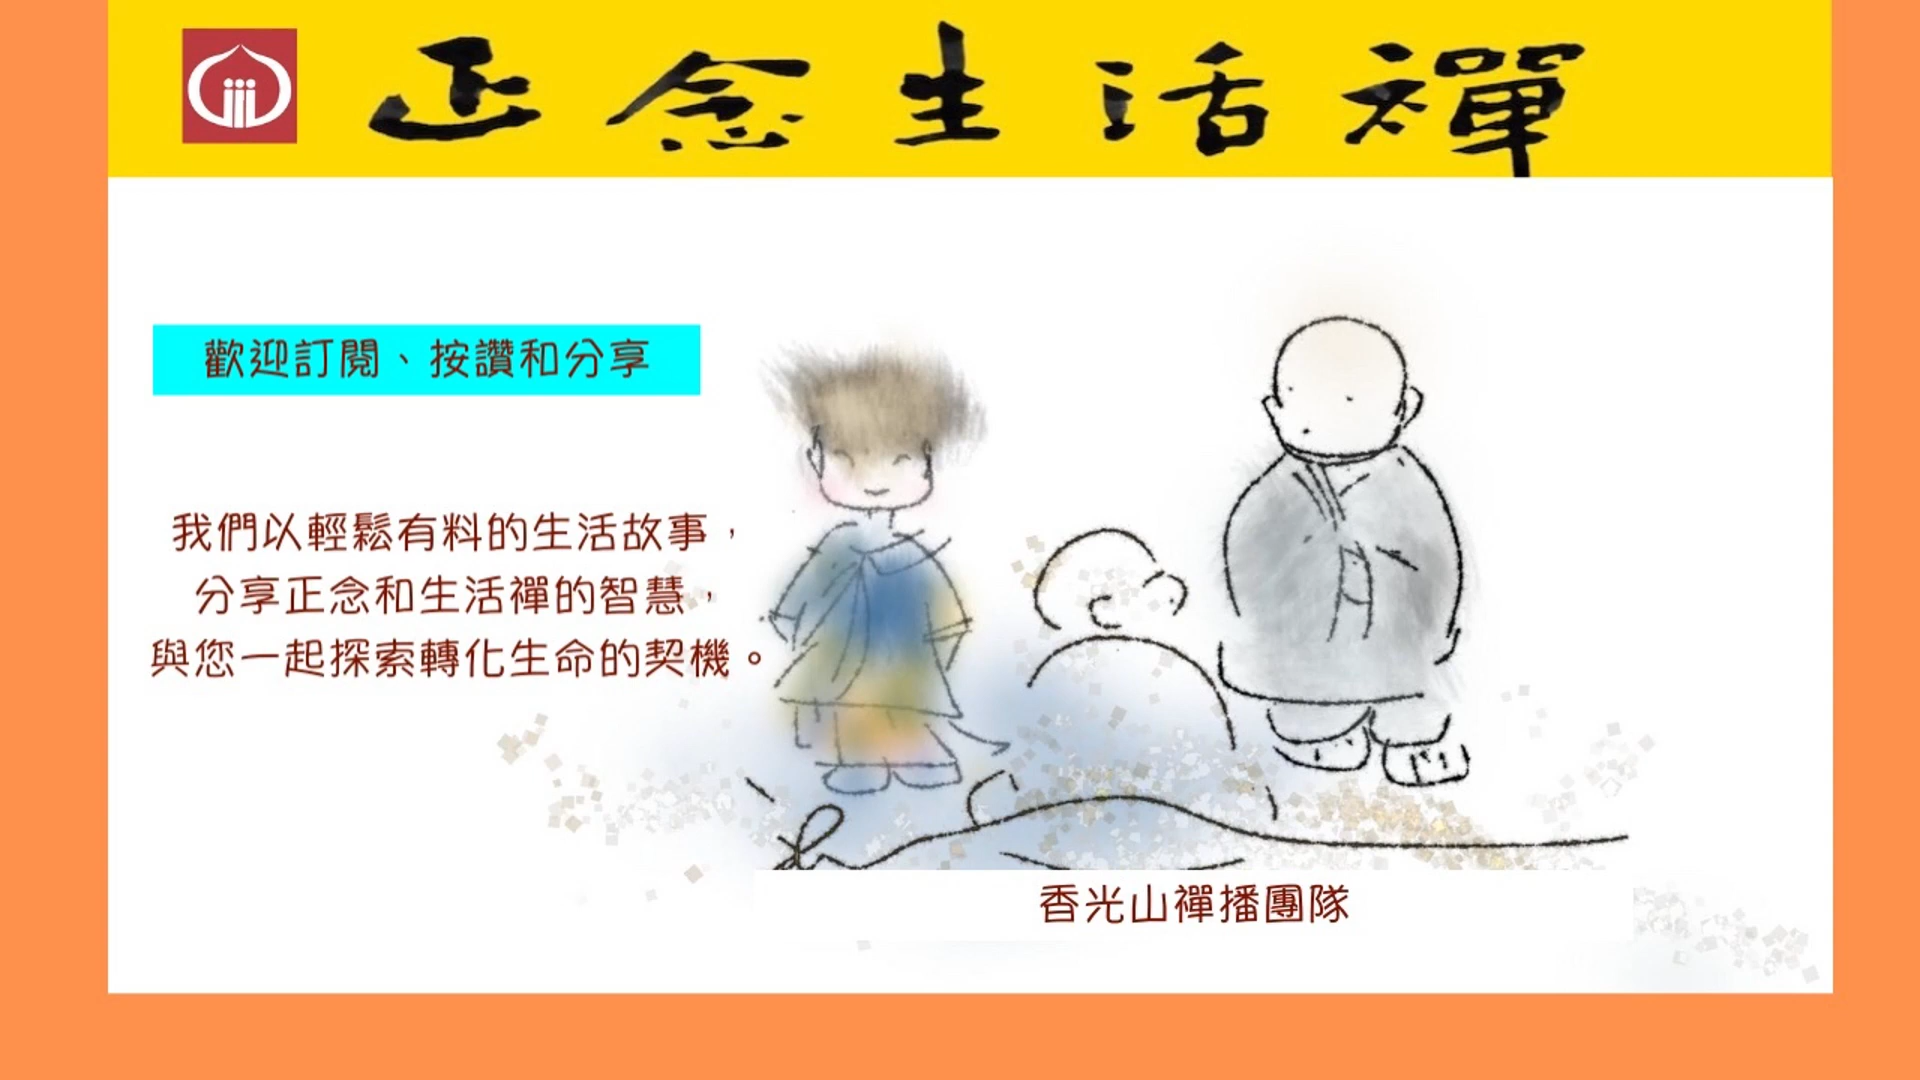 正念生活禪
歡迎訂閱、按讚和分享
我們以輕鬆有料的生活故事，
分享正念和生活禪的智慧，
與您一起探索轉化生命的契機。
香光山禪播團隊